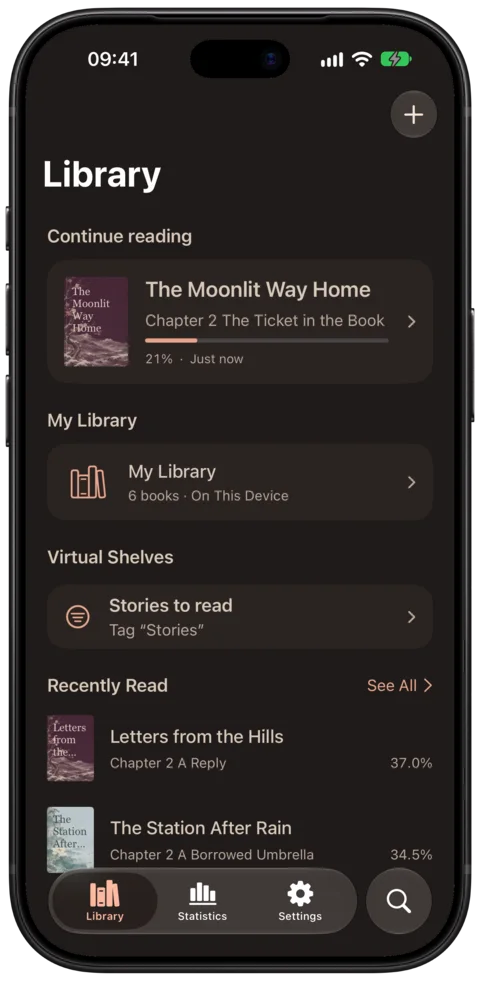 09:41
Library
Continue reading
The
Moonlit
Way
Home
The Moonlit Way Home
Chapter 2 The Ticket in the Book
21% · Just now
My Library
My Library
6 books · On This Device
Virtual Shelves
Stories to read
Tag “Stories”
Recently Read
See All
Letters
from
the...
Letters from the Hills
Chapter 2 A Reply
37.0%
The
Station
After...
The Station After Rain
Chapter 2 A Borrowed Umbrella
34.5%
Library
Statistics
Settings